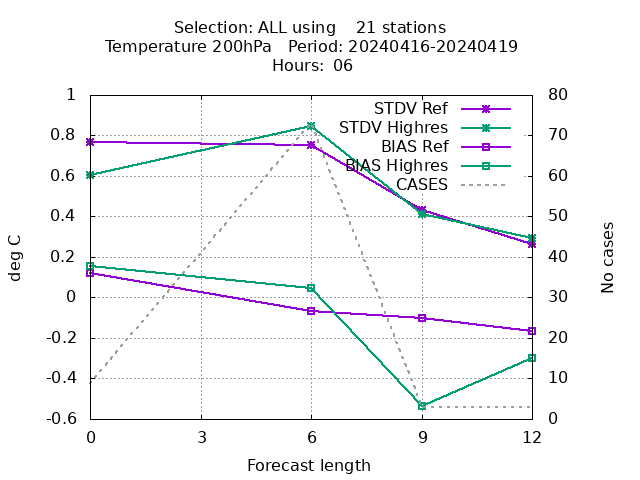 Selection: ALL using    21 stations
Temperature 200hPa   Period: 20240416-20240419
Hours:  06
STDV Ref
STDV Highres
BIAS Ref
BIAS Highres
CASES
1
0.8
0.6
0.4
0.2
0
-0.2
-0.4
-0.6
80
70
60
50
40
30
20
10
0
deg C
No cases
0
3
6
9
12
Forecast length